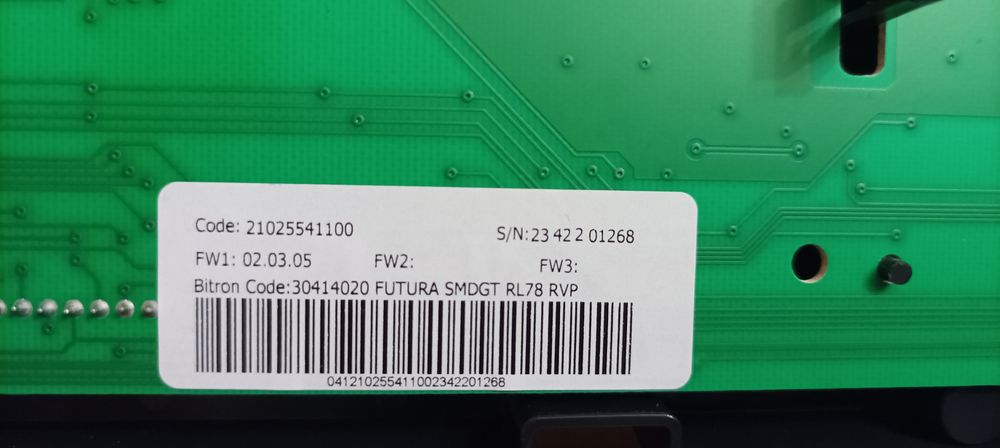 Code: 21025541100 S/N:23 42 2 01268
FW1: 02.03.05 FW2: FW3:
Bitron Code:30414020 FUTURA SMDGT RL78 RVP
041210255411002342201268